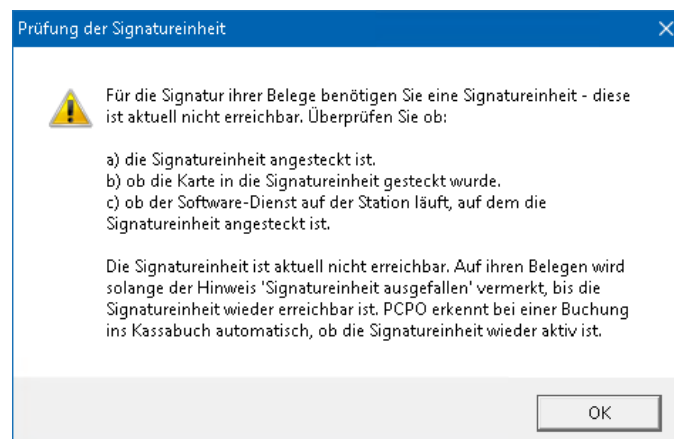 Prüfung der Signatureinheit
Für die Signatur ihrer Belege benötigen Sie eine Signatureinheit - diese
ist aktuell nicht erreichbar. Überprüfen Sie ob:
a) die Signatureinheit angesteckt ist.
b) ob die Karte in die Signatureinheit gesteckt wurde.
c) ob der Software-Dienst auf der Station läuft, auf dem die
Signatureinheit angesteckt ist.
Die Signatureinheit ist aktuell nicht erreichbar. Auf ihren Belegen wird
solange der Hinweis 'Signatureinheit ausgefallen' vermerkt, bis die
Signatureinheit wieder erreichbar ist. PCPO erkennt bei einer Buchung
ins Kassabuch automatisch, ob die Signatureinheit wieder aktiv ist.
OK